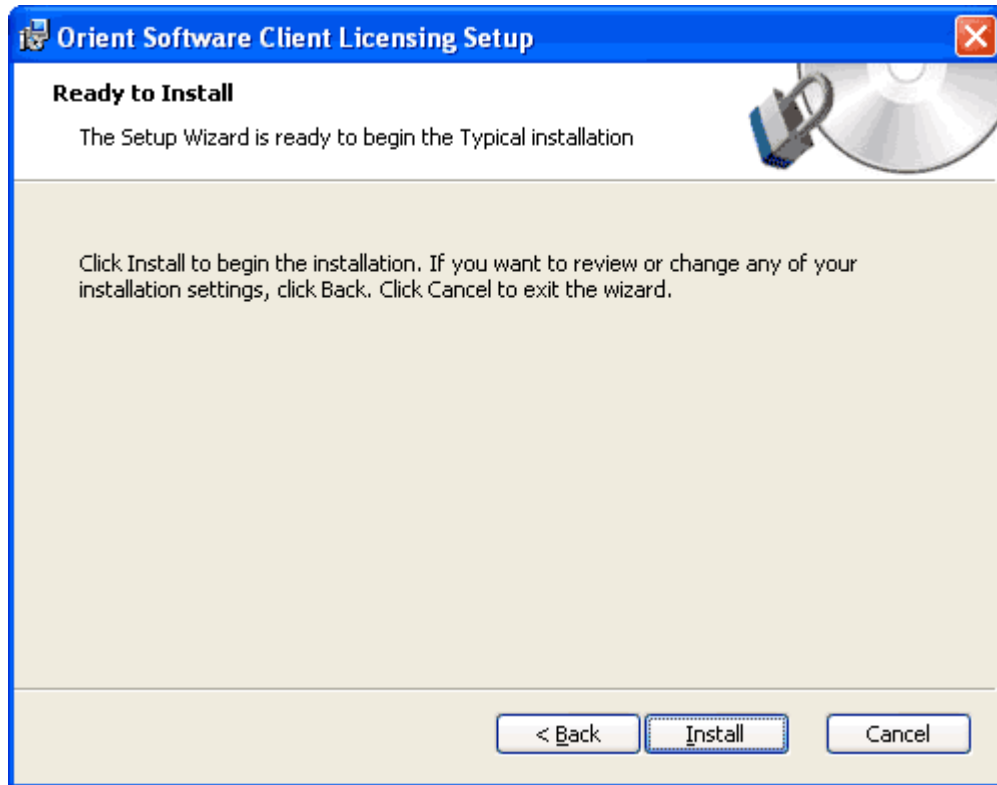 Orient Software Client Licensing Setup
Ready to Install
The Setup Wizard is ready to begin the Typical installation
Click Install to begin the installation. If you want to review or change any of your
installation settings, click Back. Click Cancel to exit the wizard.
< Back Install Cancel